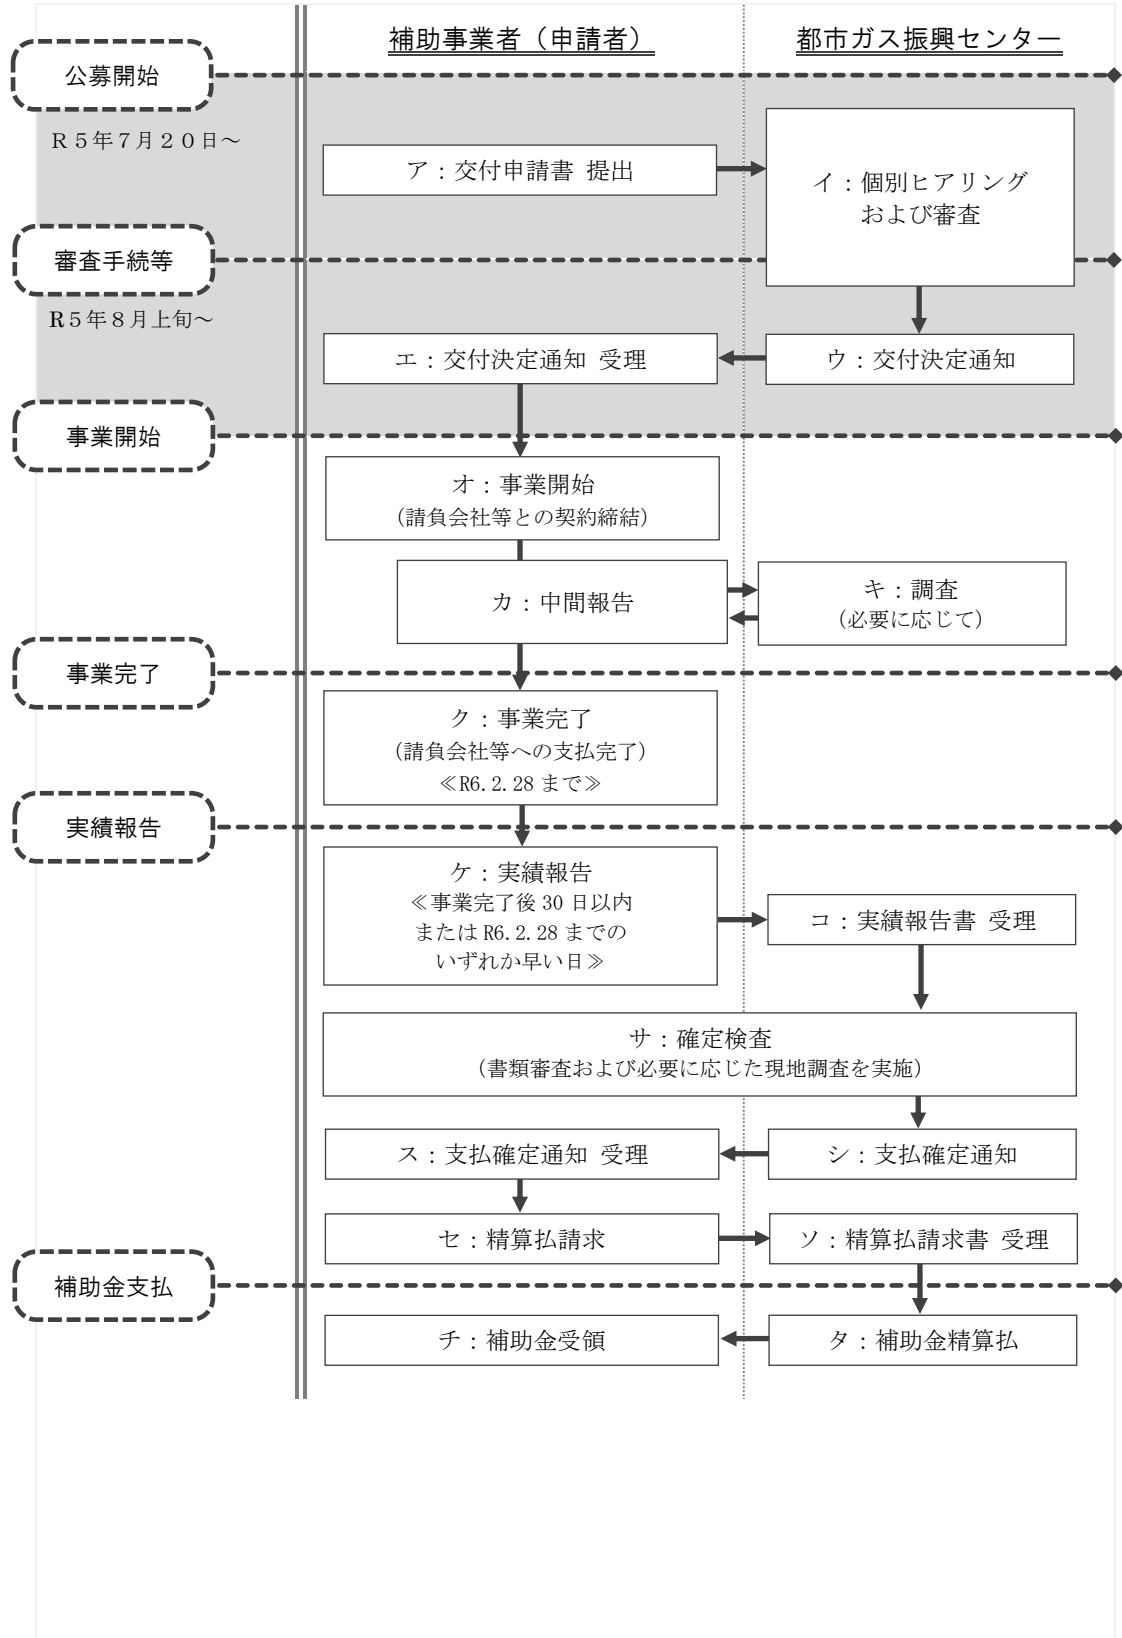 補助事業者（申請者）
都市ガス振興センター
公募開始
Ｒ５年７月２０日～
ア：交付申請書 提出
イ：個別ヒアリング
および審査
審査手続等
R５年８月上旬～
エ：交付決定通知 受理
ウ：交付決定通知
事業開始
オ：事業開始
（請負会社等との契約締結）
カ：中間報告
キ：調査
（必要に応じて）
事業完了
ク：事業完了
（請負会社等への支払完了）
≪R6.2.28 まで≫
実績報告
ケ：実績報告
≪事業完了後 30 日以内
または R6.2.28 までの
いずれか早い日≫
コ：実績報告書 受理
サ：確定検査
（書類審査および必要に応じた現地調査を実施）
ス：支払確定通知 受理
シ：支払確定通知
セ：精算払請求
ソ：精算払請求書 受理
補助金支払
チ：補助金受領
タ：補助金精算払